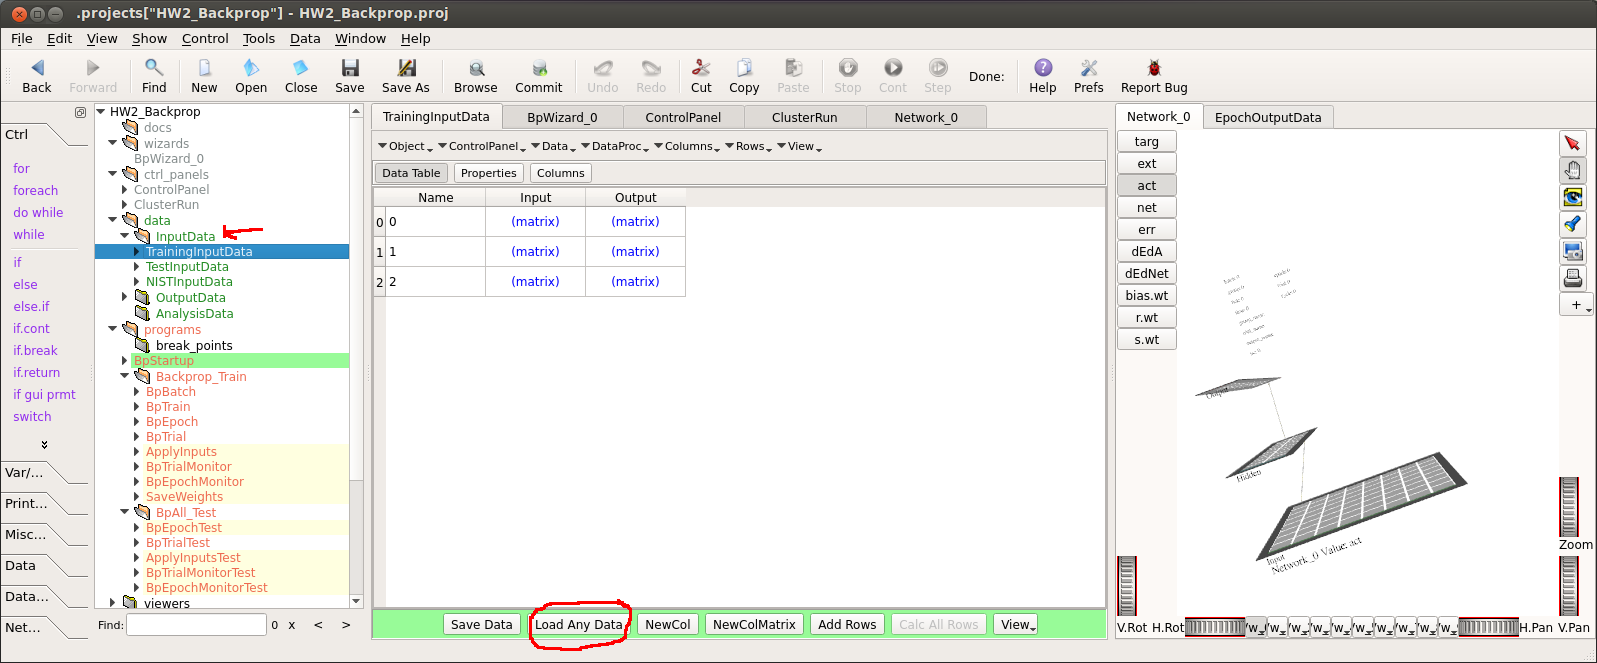 .projects["HW2_Backprop"] - HW2_Backprop.proj
File Edit View Show Control Tools Data Window Help
Back Forward Find New Open Close Save Save As Browse Commit Undo Redo Cut Copy Paste Stop Cont Step Done: Help Prefs Report Bug
Ctrl
for
foreach
do while
while
if
else
else.if
if.cont
if.break
if.return
if gui prmt
switch
Var/...
Print...
Misc...
Data
Data...
Net...
HW2_Backprop
docs
wizards
BpWizard_0
ctrl_panels
ControlPanel
ClusterRun
data
InputData
TrainingInputData
TestInputData
NISTInputData
OutputData
AnalysisData
programs
break_points
BpStartup
Backprop_Train
BpBatch
BpTrain
BpEpoch
BpTrial
ApplyInputs
BpTrialMonitor
BpEpochMonitor
SaveWeights
BpAll_Test
BpEpochTest
BpTrialTest
ApplyInputsTest
BpTrialMonitorTest
BpEpochMonitorTest
viewers
Find: 0 x < >
TrainingInputData BpWizard_0 ControlPanel ClusterRun Network_0
Object ControlPanel Data DataProc Columns Rows View
Data Table Properties Columns
Name Input Output
0 0 (matrix) (matrix)
1 1 (matrix) (matrix)
2 2 (matrix) (matrix)
Save Data Load Any Data NewCol NewColMatrix Add Rows Calc All Rows View
Network_0 EpochOutputData
targ
ext
act
net
err
dEdA
dEdNet
bias.wt
r.wt
s.wt
Output
Hidden
Input
Network_0 Value: act
+
Zoom
V.Rot H.Rot H.Pan V.Pan